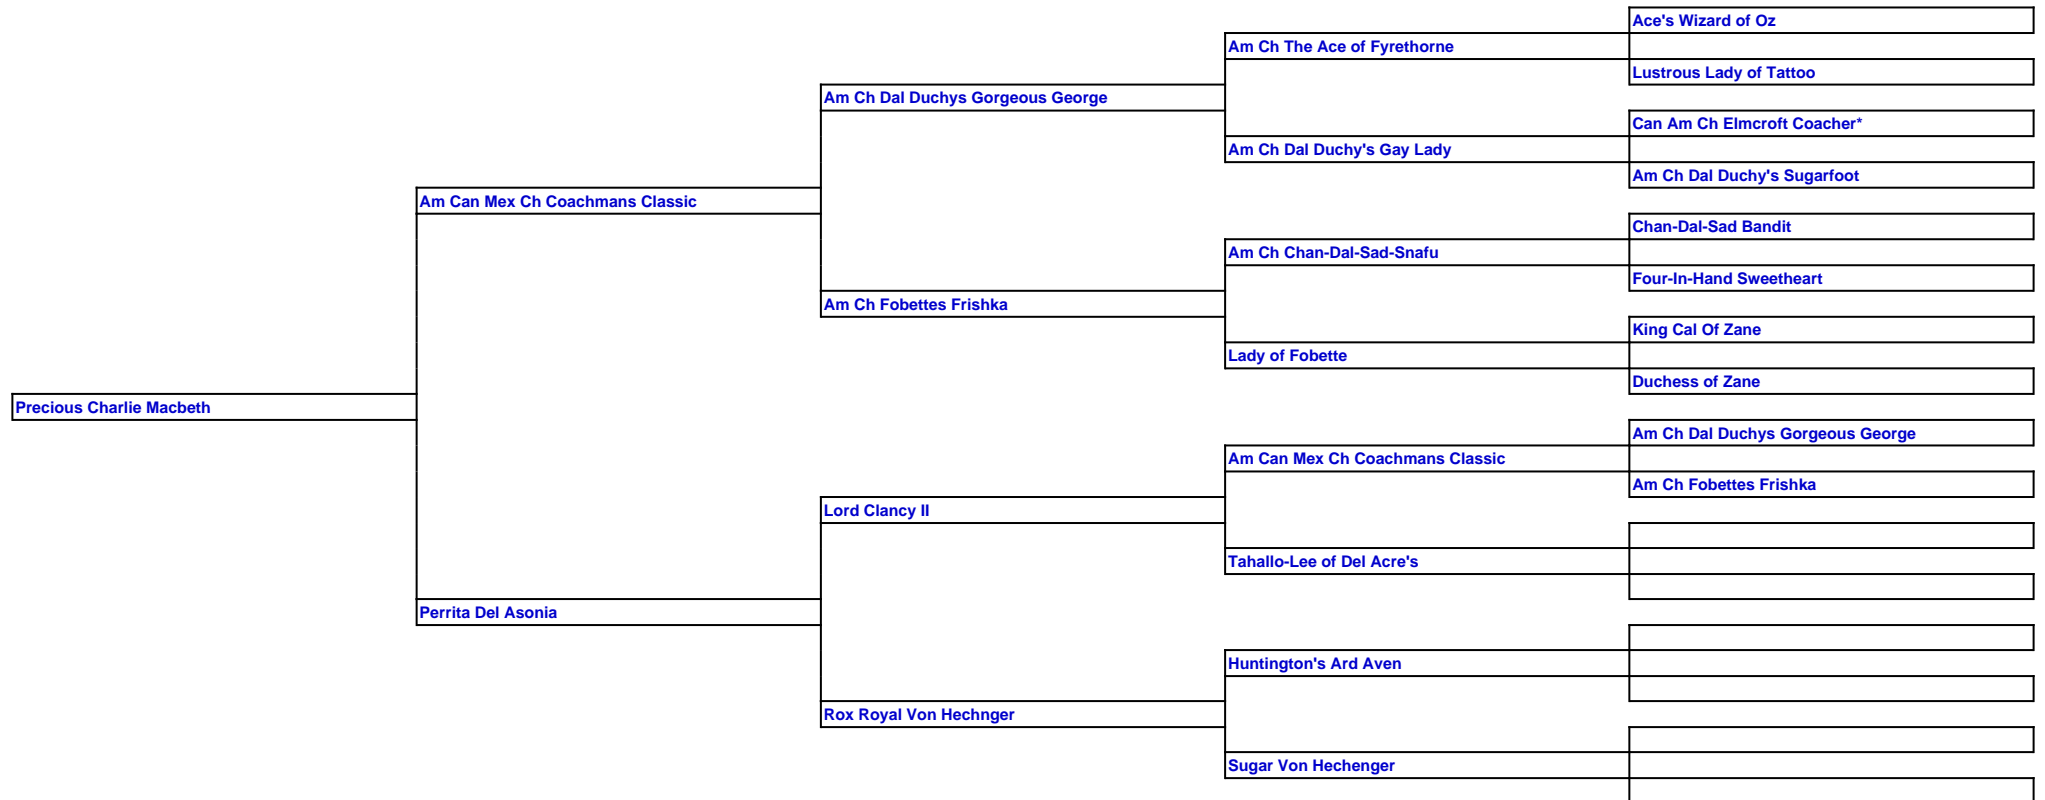 Ace's Wizard of Oz
Am Ch The Ace of Fyrethorne
Lustrous Lady of Tattoo
Am Ch Dal Duchys Gorgeous George
Can Am Ch Elmcroft Coacher*
Am Ch Dal Duchy's Gay Lady
Am Ch Dal Duchy's Sugarfoot
Am Can Mex Ch Coachmans Classic
Chan-Dal-Sad Bandit
Am Ch Chan-Dal-Sad-Snafu
Four-In-Hand Sweetheart
Am Ch Fobettes Frishka
King Cal Of Zane
Lady of Fobette
Duchess of Zane
Precious Charlie Macbeth
Am Ch Dal Duchys Gorgeous George
Am Can Mex Ch Coachmans Classic
Am Ch Fobettes Frishka
Lord Clancy II
Tahallo-Lee of Del Acre's
Perrita Del Asonia
Huntington's Ard Aven
Rox Royal Von Hechnger
Sugar Von Hechenger